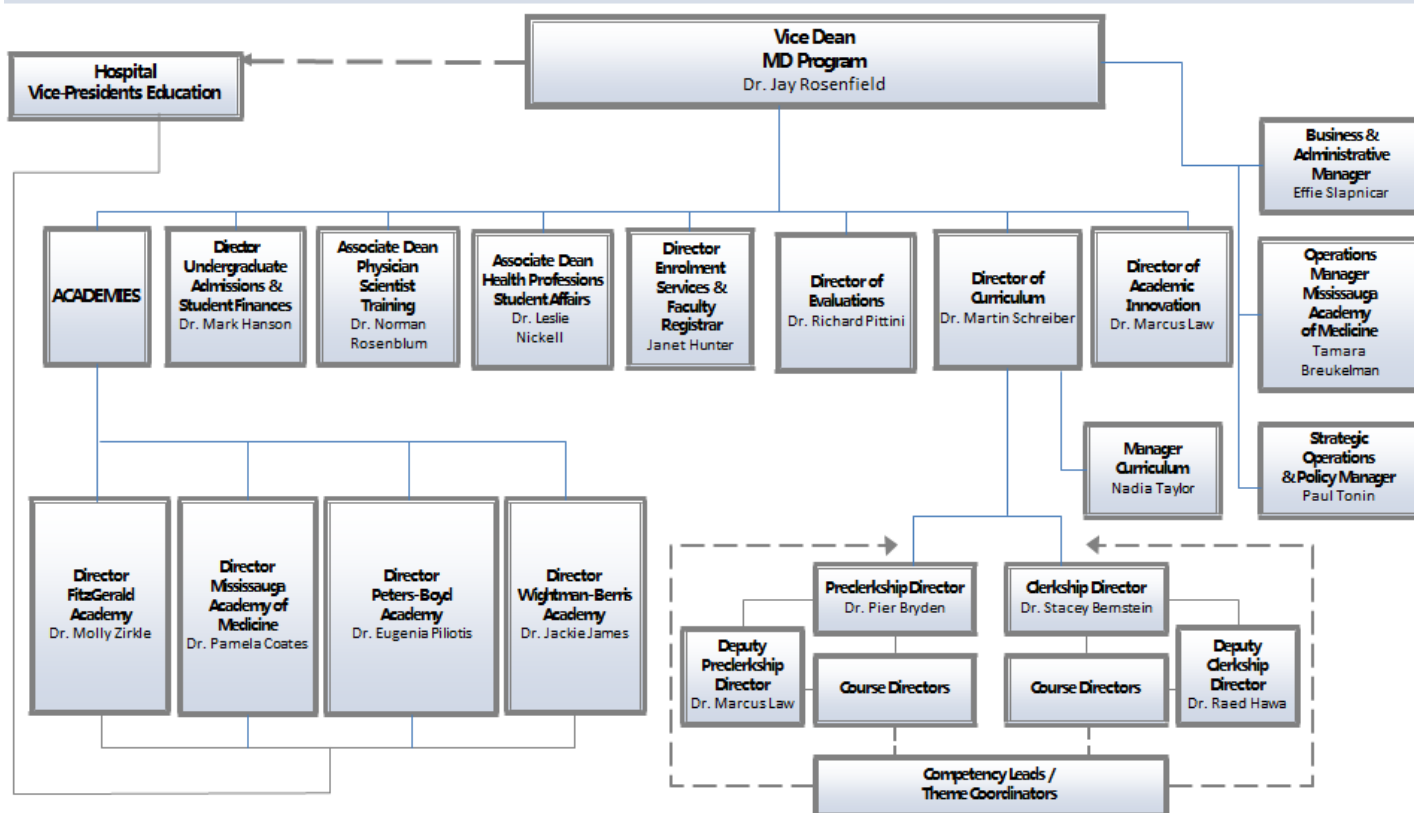 Vice Dean
MD Program
Dr. Jay Rosenfield
Hospital
Vice-Presidents Education
Business &
Administrative
Manager
Effie Slapnicar
ACADEMIES
Director
Undergraduate
Admissions &
Student Finances
Dr. Mark Hanson
Associate Dean
Physician
Scientist
Training
Dr. Norman
Rosenblum
Associate Dean
Health Professions
Student Affairs
Dr. Leslie
Nickell
Director
Enrolment
Services &
Faculty
Registrar
Janet Hunter
Director of
Evaluations
Dr. Richard Pittini
Director of
Curriculum
Dr. Martin Schreiber
Director of
Academic
Innovation
Dr. Marcus Law
Operations
Manager
Mississauga
Academy
of Medicine
Tamara
Breukelman
Manager
Curriculum
Nadia Taylor
Strategic
Operations
& Policy Manager
Paul Tonin
Director
FitzGerald
Academy
Dr. Molly Zirkle
Director
Mississauga
Academy of
Medicine
Dr. Pamela Coates
Director
Peters-Boyd
Academy
Dr. Eugenia Piliotis
Director
Wightman-Berris
Academy
Dr. Jackie James
Preclerkship Director
Dr. Pier Bryden
Clerkship Director
Dr. Stacey Bernstein
Deputy
Preclerkship
Director
Dr. Marcus Law
Course Directors
Course Directors
Deputy
Clerkship
Director
Dr. Raed Hawa
Competency Leads /
Theme Coordinators